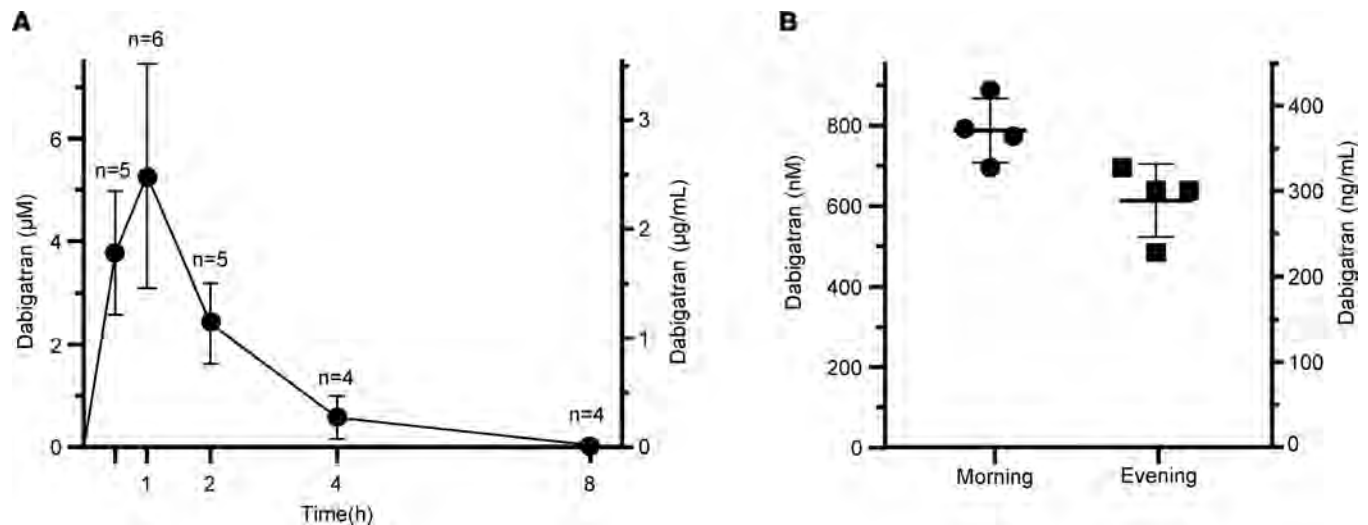 A
n=6
n=5
n=5
n=4
n=4
Dabigatran (µM)
6
4
2
0
Dabigatran (µg/mL)
3
2
1
0
1
2
4
8
Time(h)
B
Dabigatran (nM)
800
600
400
200
0
Dabigatran (ng/mL)
400
300
200
100
0
Morning
Evening